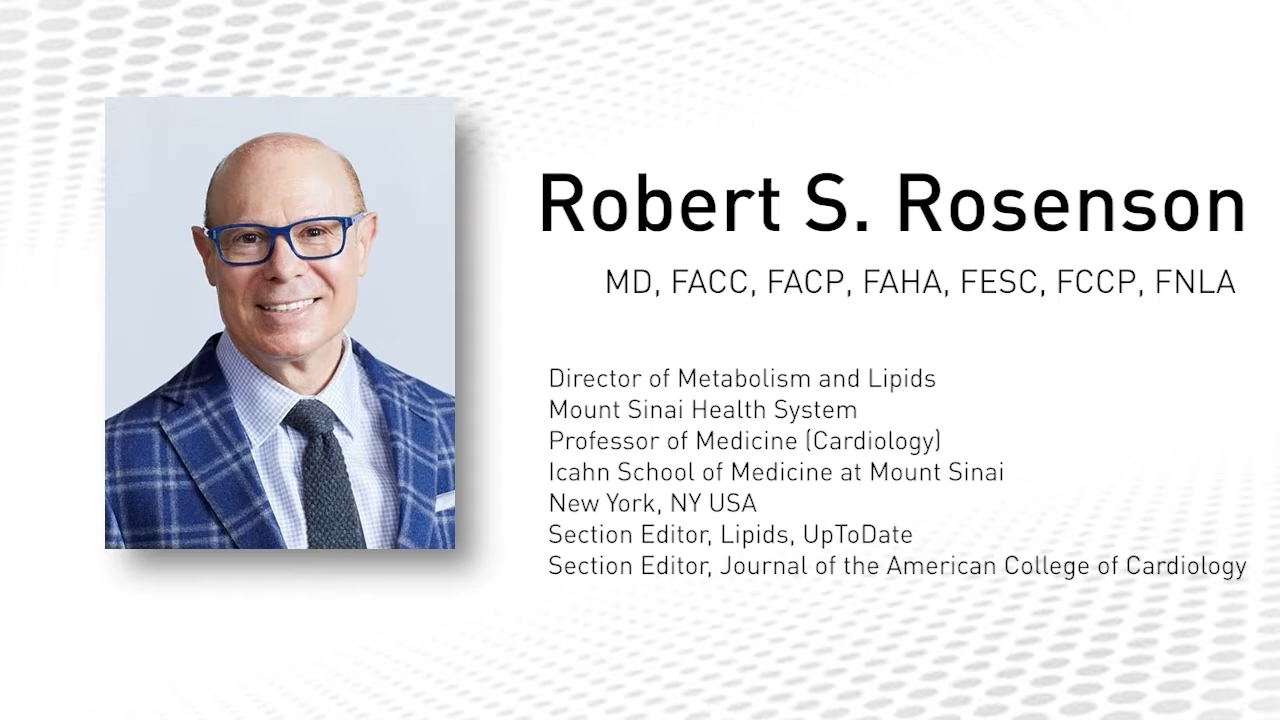 Robert S. Rosenson
MD, FACC, FACP, FAHA, FESC, FCCP, FNLA
Director of Metabolism and Lipids
Mount Sinai Health System
Professor of Medicine (Cardiology)
Icahn School of Medicine at Mount Sinai
New York, NY USA
Section Editor, Lipids, UpToDate
Section Editor, Journal of the American College of Cardiology